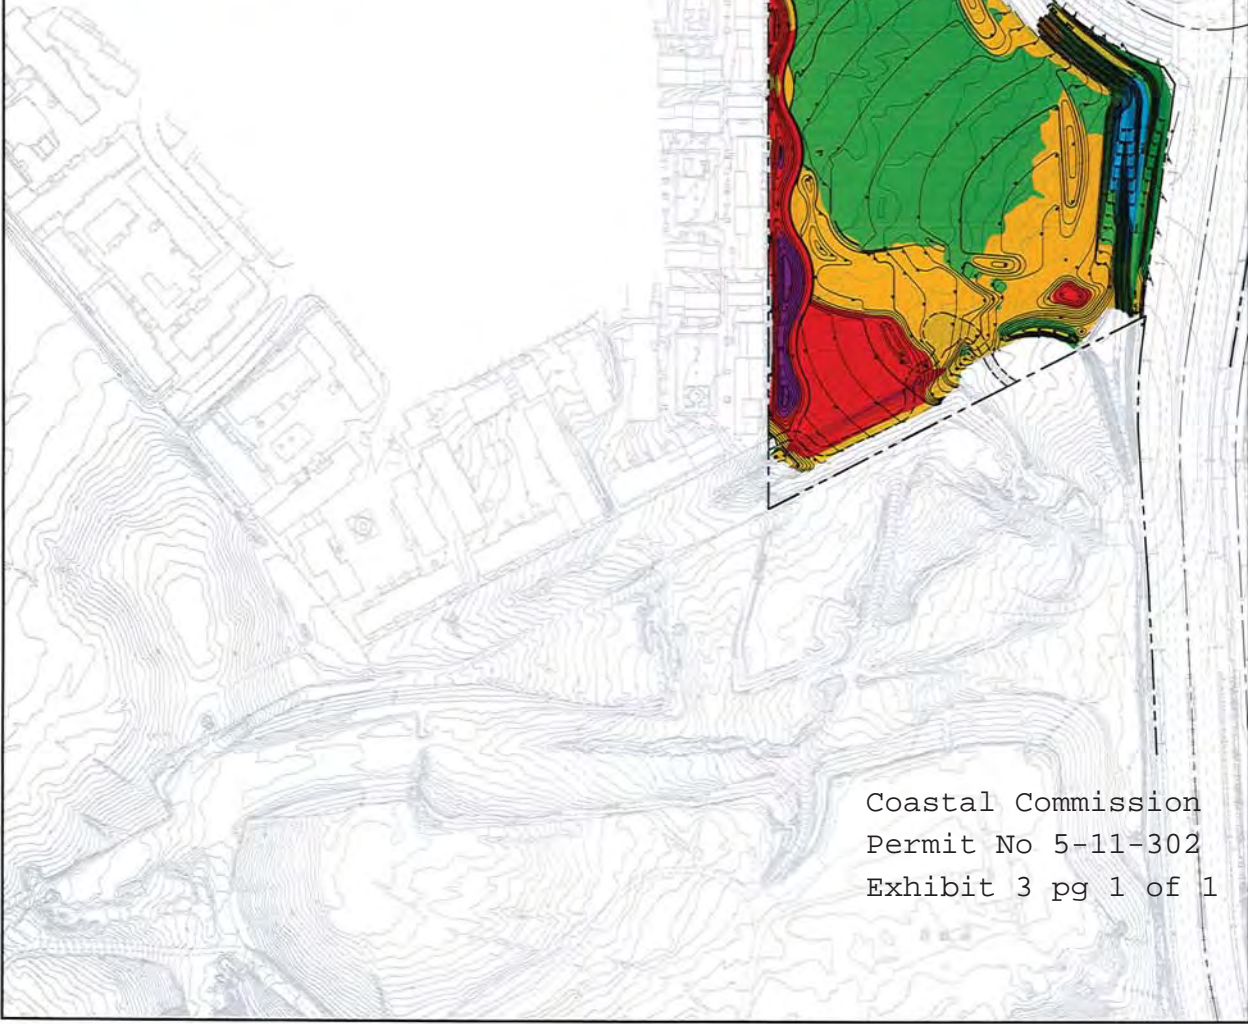 Coastal Commission
Permit No 5-11-302
Exhibit 3 pg 1 of 1